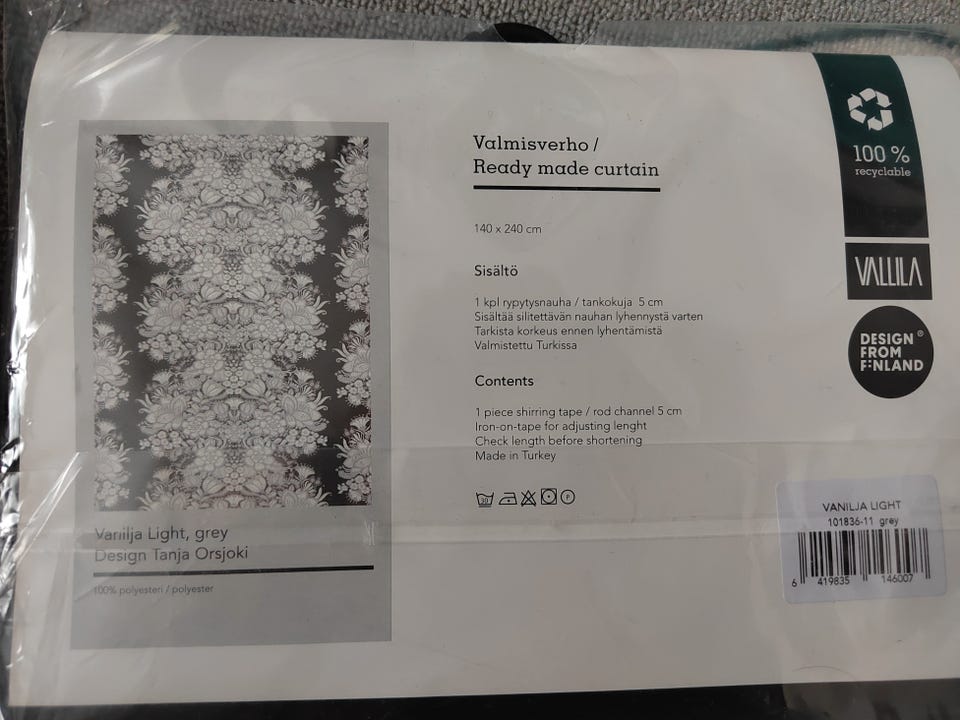 Valmisverho /
Ready made curtain
140 x 240 cm
Sisältö
1 kpl rypytysnauha / tankokuja 5 cm
Sisältää silitettävän nauhan lyhennystä varten
Tarkista korkeus ennen lyhentämistä
Valmistettu Turkissa
Contents
1 piece shirring tape / rod channel 5 cm
Iron-on-tape for adjusting lenght
Check length before shortening
Made in Turkey
30
P
Vanilja Light, grey
Design Tanja Orsjoki
100% polyesteri / polyester
100 %
recyclable
VALLILA
DESIGN ®
FROM
FINLAND
VANILJA LIGHT
101836-11 grey
6 419835 146007